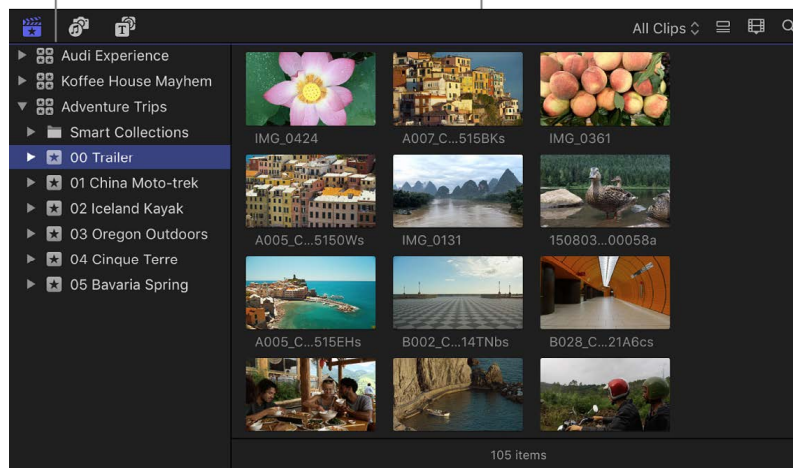 All Clips
Audi Experience
Koffee House Mayhem
Adventure Trips
Smart Collections
00 Trailer
01 China Moto-trek
02 Iceland Kayak
03 Oregon Outdoors
04 Cinque Terre
05 Bavaria Spring
IMG_0424 A007_C...515BKs IMG_0361
A005_C...5150Ws IMG_0131 150803...00058a
A005_C...515EHs B002_C...14TNbs B028_C...21A6cs
105 items